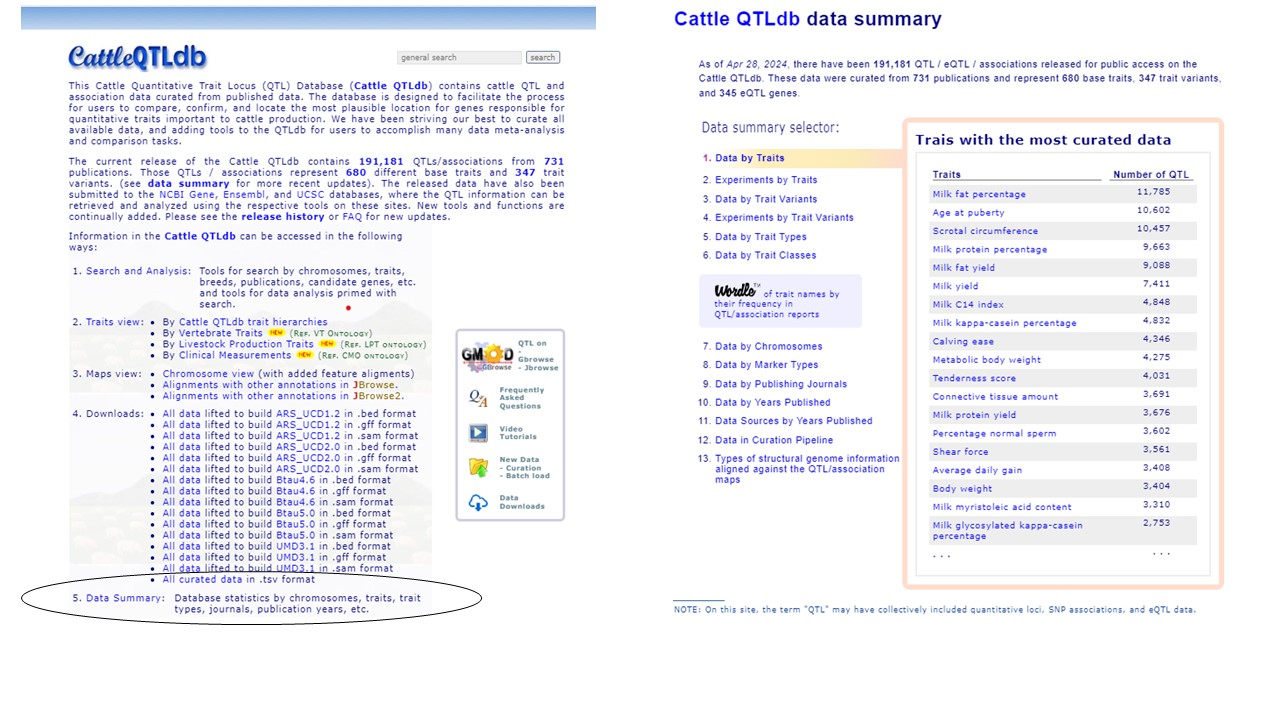 CattleQTLdb
general search
search
This Cattle Quantitative Trait Locus (QTL) Database (Cattle QTLdb) contains cattle QTL and
association data curated from published data. The database is designed to facilitate the process
for users to compare, confirm, and locate the most plausible location for genes responsible for
quantitative traits important to cattle production. We have been striving our best to curate all
available data, and adding tools to the QTLdb for users to accomplish many data meta-analysis
and comparison tasks.
The current release of the Cattle QTLdb contains 191,181 QTLs/associations from 731
publications. Those QTLs / associations represent 680 different base traits and 347 trait
variants. (see data summary for more recent updates). The released data have also been
submitted to the NCBI Gene, Ensembl, and UCSC databases, where the QTL information can be
retrieved and analyzed using the respective tools on these sites. New tools and functions are
continually added. Please see the release history or FAQ for new updates.
Information in the Cattle QTLdb can be accessed in the following
ways:
1. Search and Analysis: Tools for search by chromosomes, traits,
breeds, publications, candidate genes, etc.
and tools for data analysis primed with
search.
2. Traits view: • By Cattle QTLdb trait hierarchies
• By Vertebrate Traits NEW (REF. VT ONTOLOGY)
• By Livestock Production Traits NEW (REF. LPT ONTOLOGY)
• By Clinical Measurements NEW (REF. CMO ONTOLOGY)
3. Maps view: • Chromosome view (with added feature aligments)
• Alignments with other annotations in JBrowse.
• Alignments with other annotations in JBrowse2.
4. Downloads: • All data lifted to build ARS_UCD1.2 in .bed format
• All data lifted to build ARS_UCD1.2 in .gff format
• All data lifted to build ARS_UCD1.2 in .sam format
• All data lifted to build ARS_UCD2.0 in .bed format
• All data lifted to build ARS_UCD2.0 in .gff format
• All data lifted to build ARS_UCD2.0 in .sam format
• All data lifted to build Btau4.6 in .bed format
• All data lifted to build Btau4.6 in .gff format
• All data lifted to build Btau4.6 in .sam format
• All data lifted to build Btau5.0 in .bed format
• All data lifted to build Btau5.0 in .gff format
• All data lifted to build Btau5.0 in .sam format
• All data lifted to build UMD3.1 in .bed format
• All data lifted to build UMD3.1 in .gff format
• All data lifted to build UMD3.1 in .sam format
• All curated data in .tsv format
5. Data Summary: Database statistics by chromosomes, traits, trait
types, journals, publication years, etc.
GMOD
GBrowse
QTL on
- Gbrowse
- Jbrowse
Q&A
Frequently
Asked
Questions
Video
Tutorials
New Data
- Curation
- Batch load
Data
Downloads
Cattle QTLdb data summary
As of Apr 28, 2024, there have been 191,181 QTL / eQTL / associations released for public access on the
Cattle QTLdb. These data were curated from 731 publications and represent 680 base traits, 347 trait variants,
and 345 eQTL genes.
Data summary selector:
1. Data by Traits
2. Experiments by Traits
3. Data by Trait Variants
4. Experiments by Trait Variants
5. Data by Trait Types
6. Data by Trait Classes
Wordle™ of trait names by
their frequency in
QTL/association reports
7. Data by Chromosomes
8. Data by Marker Types
9. Data by Publishing Journals
10. Data by Years Published
11. Data Sources by Years Published
12. Data in Curation Pipeline
13. Types of structural genome information
aligned against the QTL/association
maps
Trais with the most curated data
Traits Number of QTL
Milk fat percentage 11,785
Age at puberty 10,602
Scrotal circumference 10,457
Milk protein percentage 9,663
Milk fat yield 9,088
Milk yield 7,411
Milk C14 index 4,848
Milk kappa-casein percentage 4,832
Calving ease 4,346
Metabolic body weight 4,275
Tenderness score 4,031
Connective tissue amount 3,691
Milk protein yield 3,676
Percentage normal sperm 3,602
Shear force 3,561
Average daily gain 3,408
Body weight 3,404
Milk myristoleic acid content 3,310
Milk glycosylated kappa-casein 2,753
percentage
. . . . . .
NOTE: On this site, the term "QTL" may have collectively included quantitative loci, SNP associations, and eQTL data.